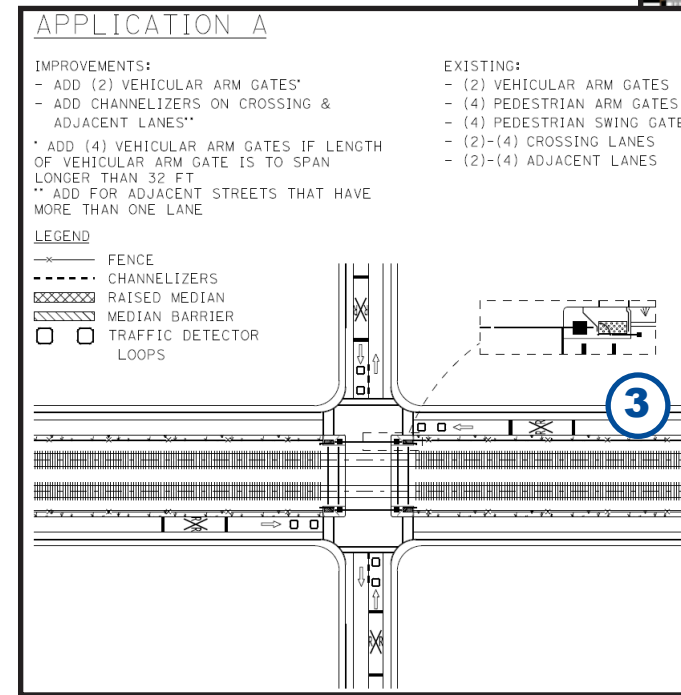 APPLICATION A
IMPROVEMENTS:
- ADD (2) VEHICULAR ARM GATES*
- ADD CHANNELIZERS ON CROSSING &
ADJACENT LANES**
* ADD (4) VEHICULAR ARM GATES IF LENGTH
OF VEHICULAR ARM GATE IS TO SPAN
LONGER THAN 32 FT
** ADD FOR ADJACENT STREETS THAT HAVE
MORE THAN ONE LANE
EXISTING:
- (2) VEHICULAR ARM GATES
- (4) PEDESTRIAN ARM GATES
- (4) PEDESTRIAN SWING GATE
- (2)-(4) CROSSING LANES
- (2)-(4) ADJACENT LANES
LEGEND
FENCE
CHANNELIZERS
RAISED MEDIAN
MEDIAN BARRIER
TRAFFIC DETECTOR
LOOPS
3